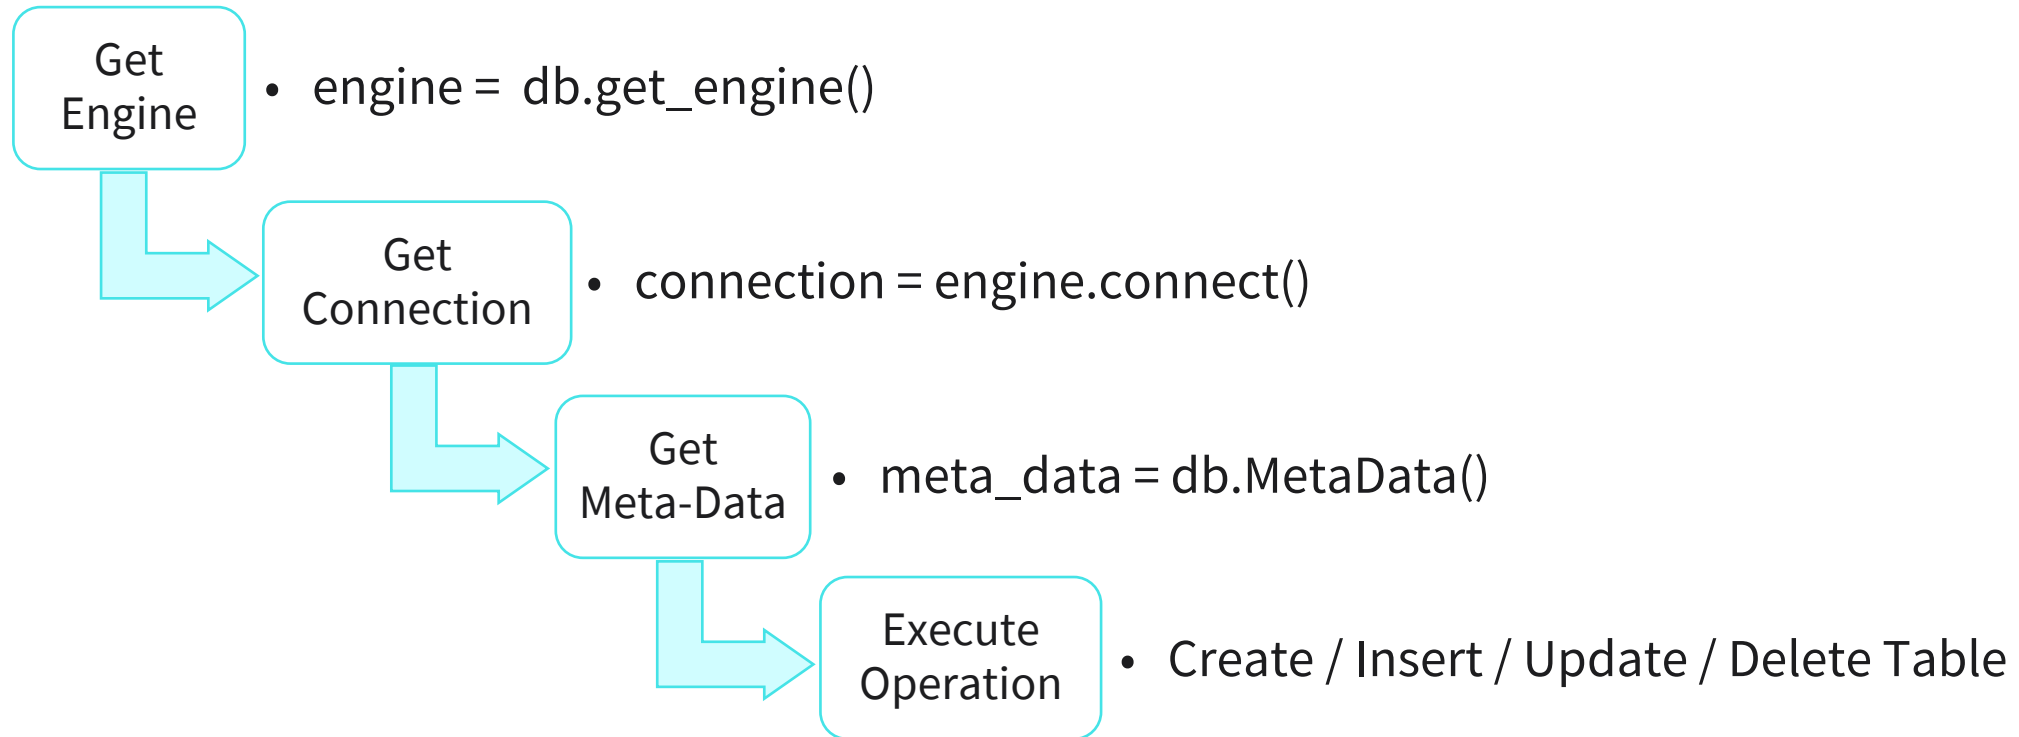 Get
Engine
• engine = db.get_engine()
Get
Connection
• connection = engine.connect()
Get
Meta-Data
• meta_data = db.MetaData()
Execute
Operation
• Create / Insert / Update / Delete Table